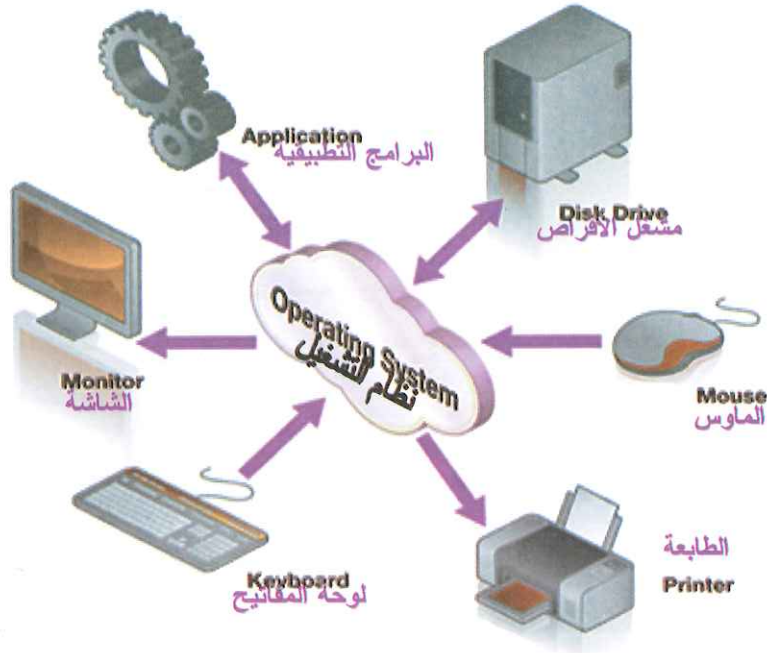 Application
البرامج التطبيقيه
Disk Drive
مشغل الاقراص
Operating System
نظام التشغيل
Monitor
الشاشة
Mouse
الماوس
Keyboard
لوحة المفاتيح
الطابعة
Printer